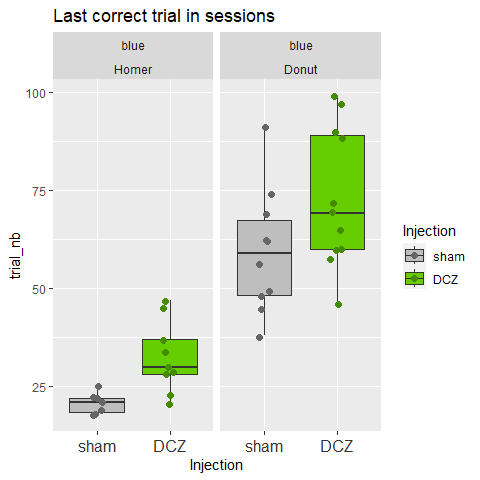 Last correct trial in sessions
blue
blue
Homer
Donut
trial_nb
100
75
50
25
sham
DCZ
sham
DCZ
Injection
Injection
sham
DCZ